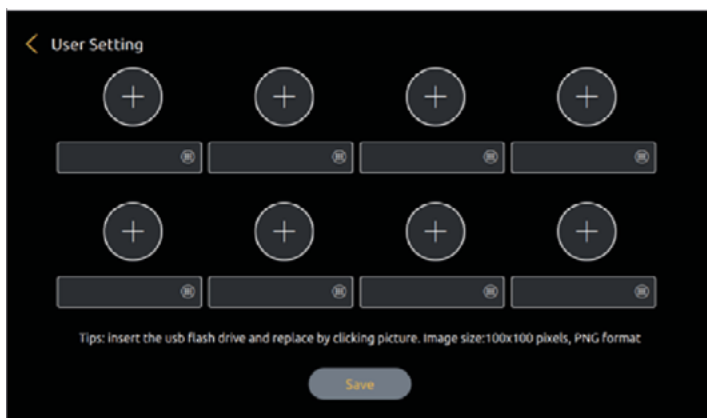 User Setting
Tips: insert the usb flash drive and replace by clicking picture. Image size:100x100 pixels, PNG format
Save